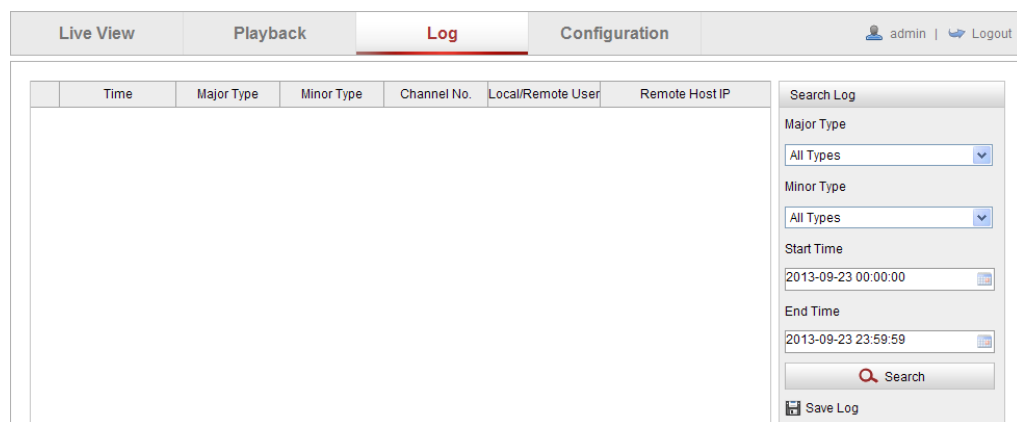 Live View Playback Log Configuration admin | Logout
Time Major Type Minor Type Channel No. Local/Remote User Remote Host IP
Search Log
Major Type
All Types
Minor Type
All Types
Start Time
2013-09-23 00:00:00
End Time
2013-09-23 23:59:59
Search
Save Log